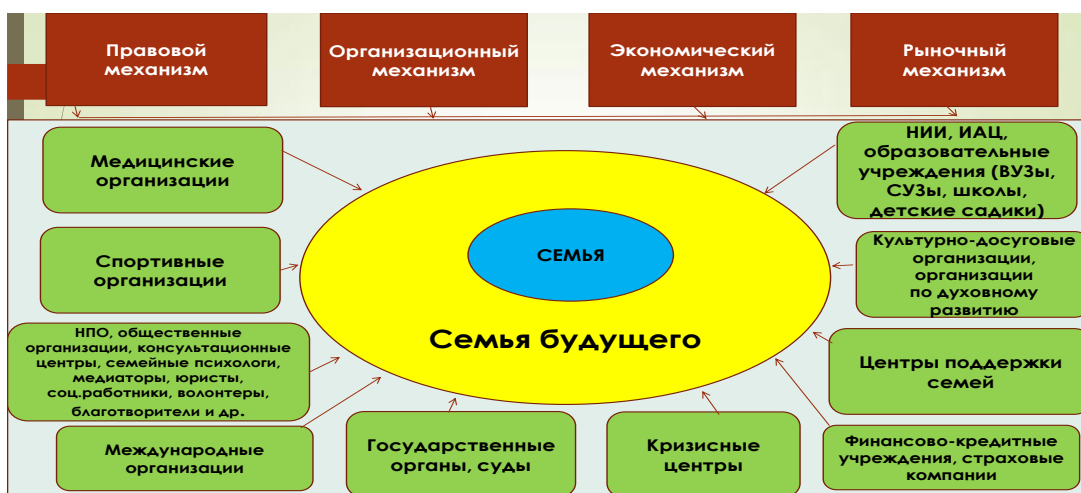 Правовой
механизм
Организационный
механизм
Экономический
механизм
Рыночный
механизм
Медицинские
организации
НИИ, ИАЦ,
образовательные
учреждения (ВУЗы,
СУЗы, школы,
детские садики)
СЕМЬЯ
Спортивные
организации
Культурно-досуговые
организации,
организации
по духовному
развитию
Семья будущего
НПО, общественные
организации, консультационные
центры, семейные психологи,
медиаторы, юристы,
соц.работники, волонтеры,
благотворители и др.
Центры поддержки
семей
Международные
организации
Государственные
органы, суды
Кризисные
центры
Финансово-кредитные
учреждения, страховые
компании